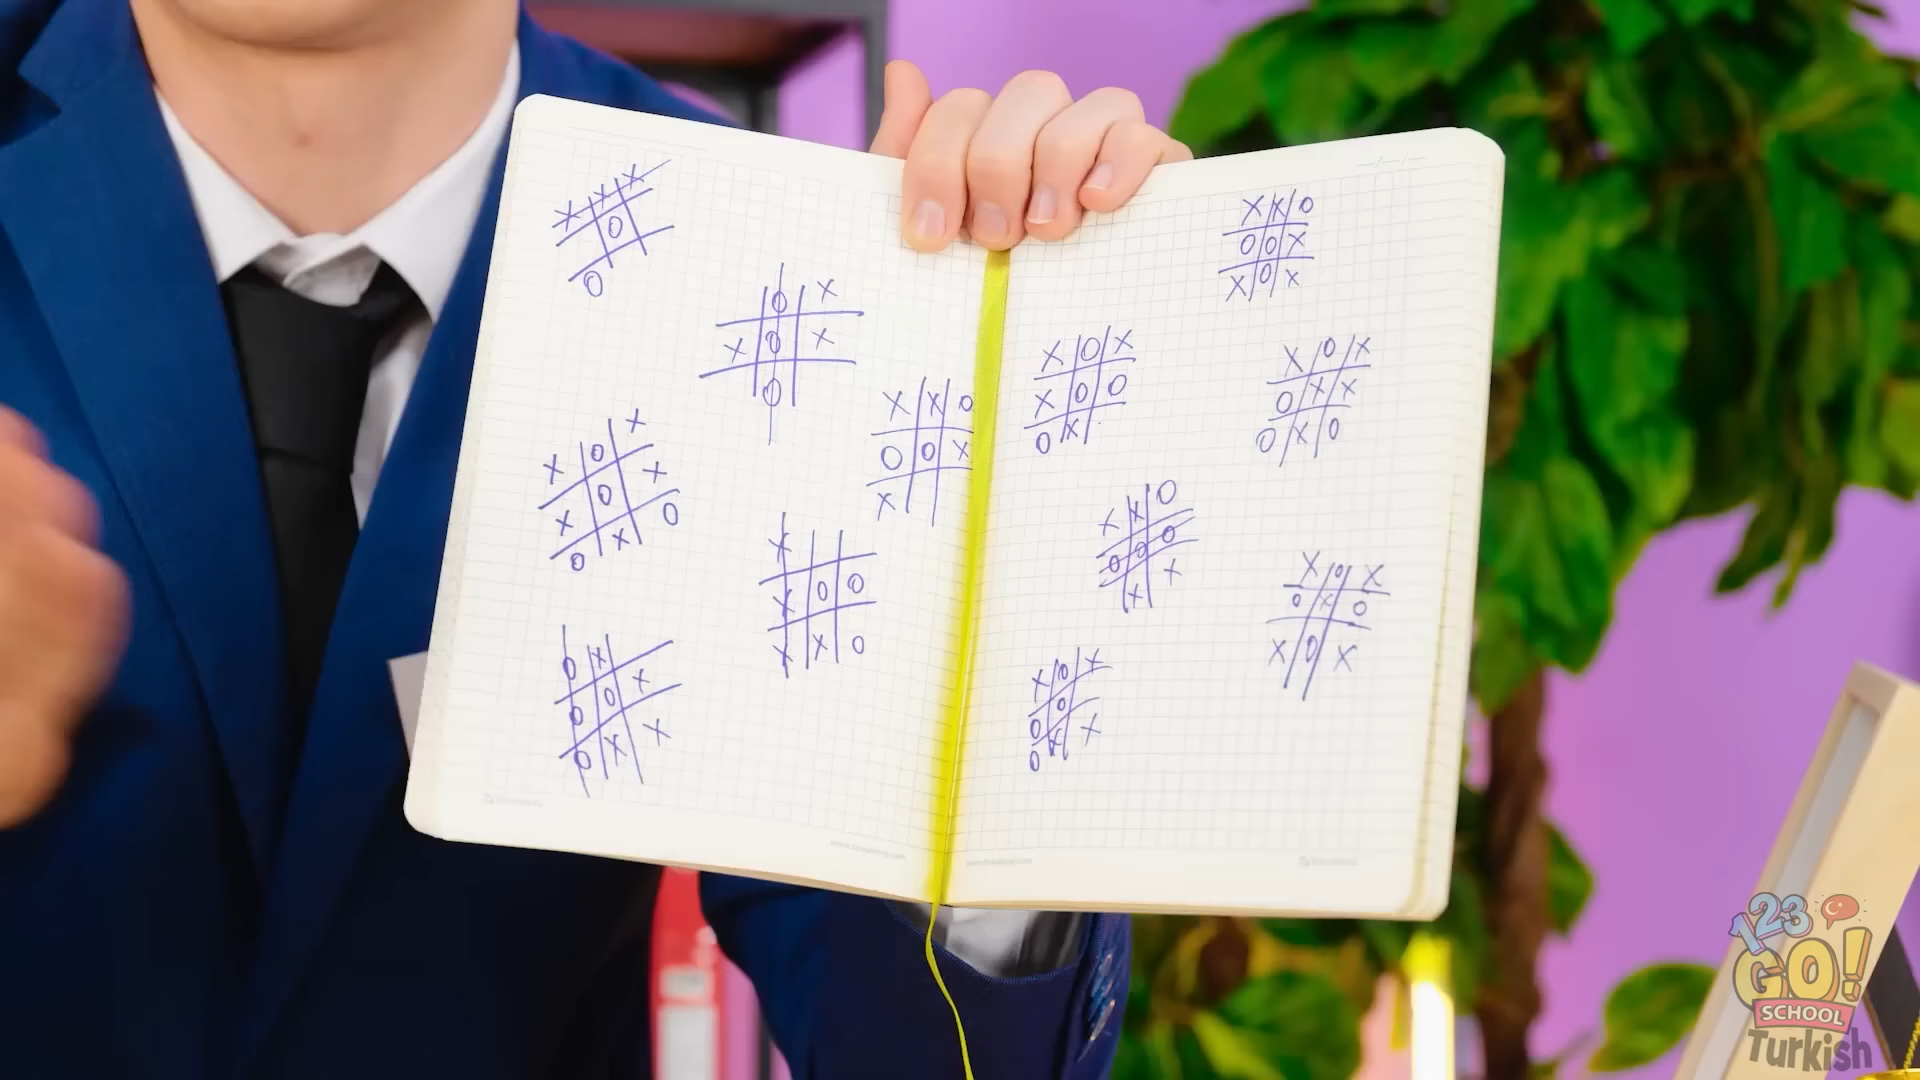 X X X
O
O
O X
X O X
O
X X O
O O X
X
X O X
X O X
O X O
X
X O O
X X O
O X
O O X
O X X
X X O
O O X
X O X
X O X
X O O
O X
X O X
O X X
O X O
X X O
O O O
X X
X O X
O X O
X O X
X O X
O O
O X X
123
GO!
SCHOOL
Turkish